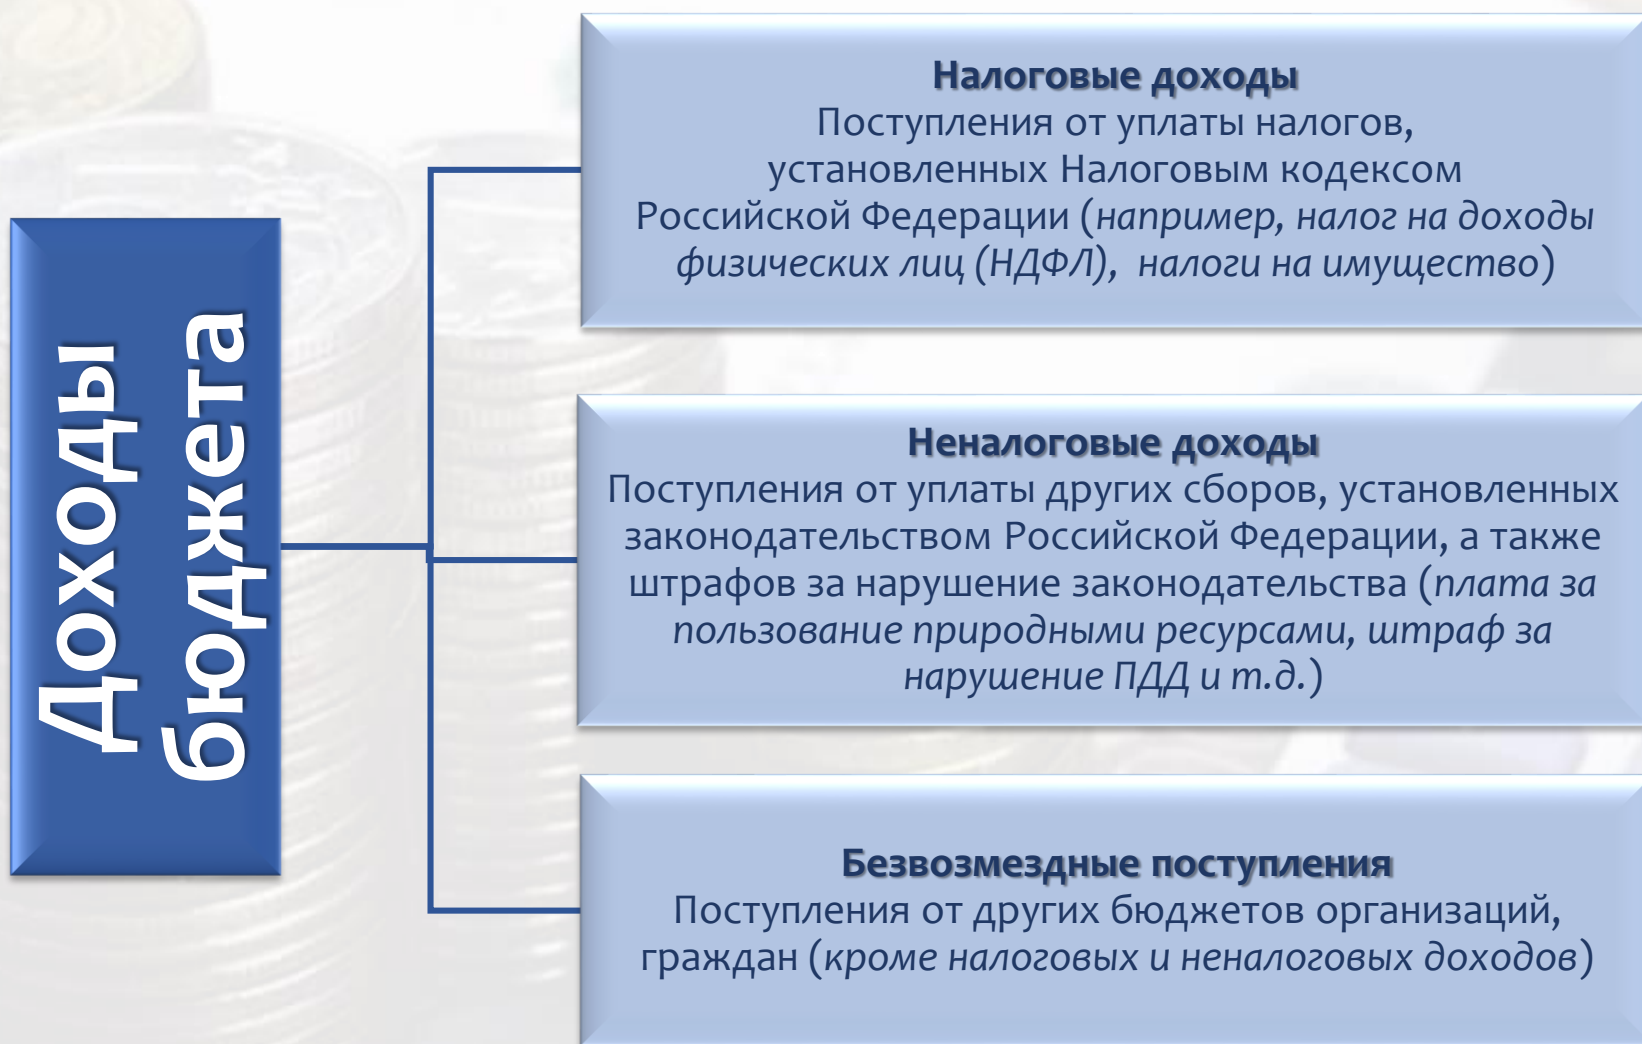 Доходы
бюджета
Налоговые доходы
Поступления от уплаты налогов,
установленных Налоговым кодексом
Российской Федерации (например, налог на доходы
физических лиц (НДФЛ), налоги на имущество)
Неналоговые доходы
Поступления от уплаты других сборов, установленных
законодательством Российской Федерации, а также
штрафов за нарушение законодательства (плата за
пользование природными ресурсами, штраф за
нарушение ПДД и т.д.)
Безвозмездные поступления
Поступления от других бюджетов организаций,
граждан (кроме налоговых и неналоговых доходов)